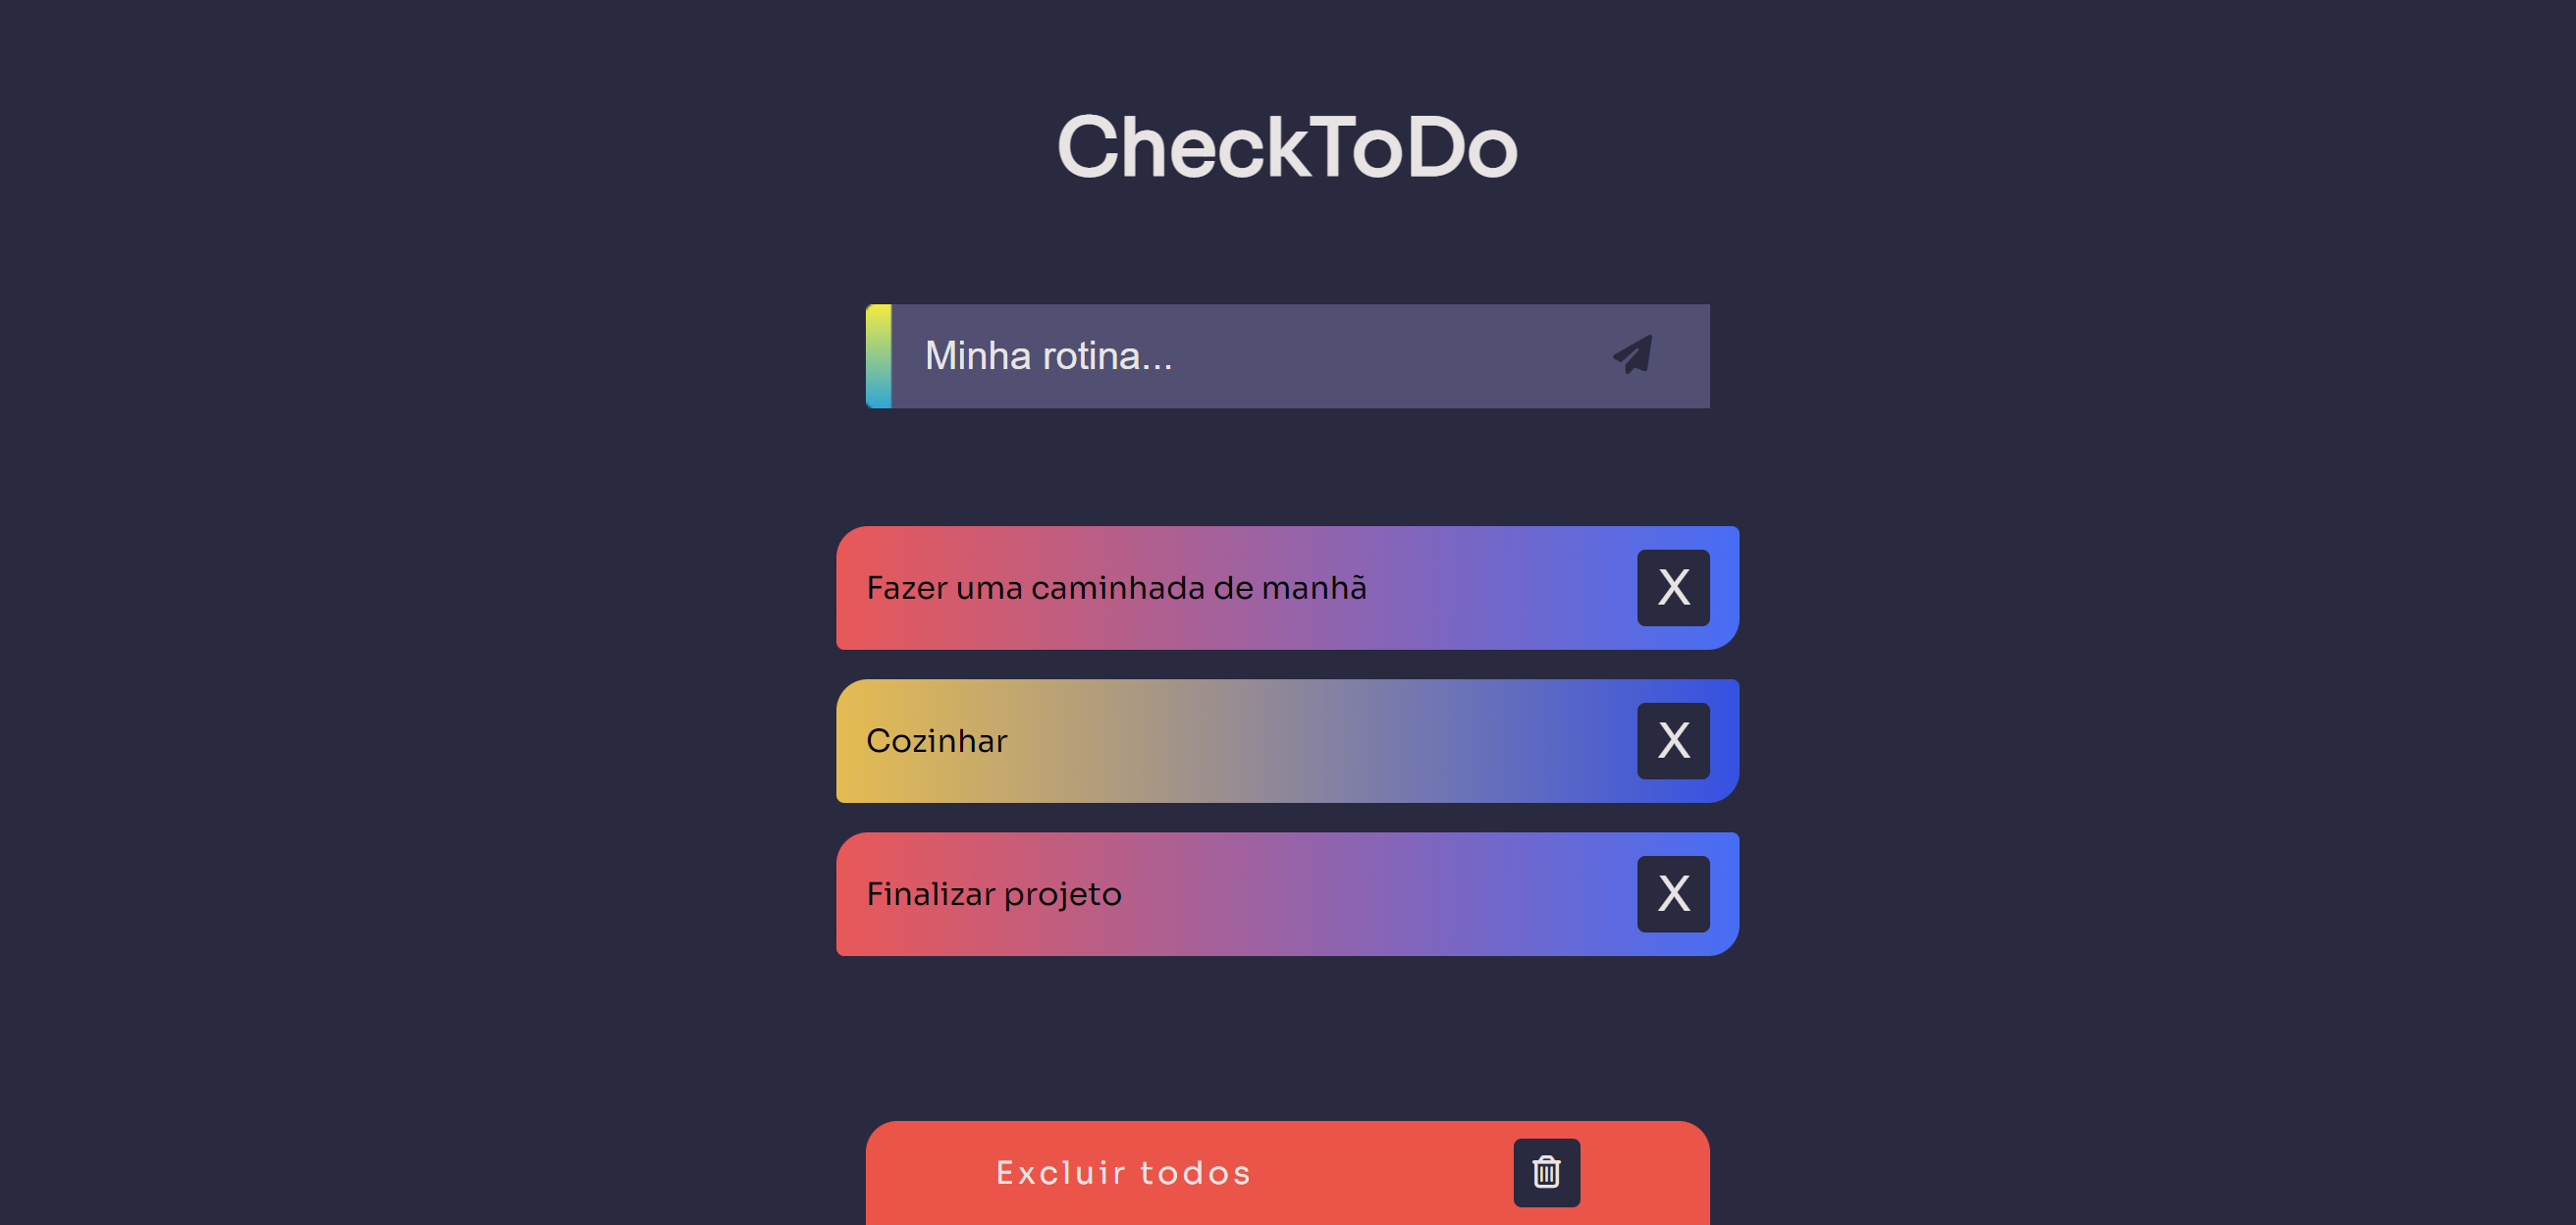 CheckToDo
Minha rotina...
Fazer uma caminhada de manhã X
Cozinhar X
Finalizar projeto X
Excluir todos